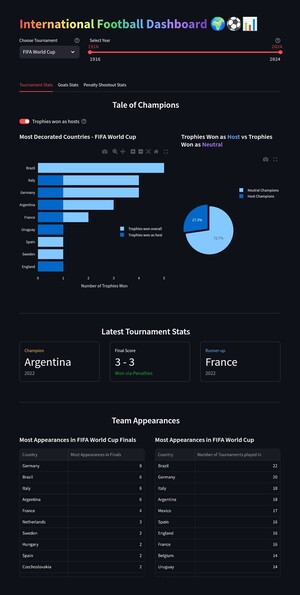 International Football Dashboard 🌍⚽📊
Choose Tournament
Select Year
FIFA World Cup
1916
2024
1916
2024
Tournament Stats
Goals Stats
Penalty Shootout Stats
Tale of Champions
Trophies won as hosts
Most Decorated Countries - FIFA World Cup
Trophies Won as Host vs Trophies
Won as Neutral
Brazil
Italy
Germany
Argentina
France
Uruguay
Spain
Sweden
England
0
1
2
3
4
5
Number of Trophies Won
Trophies won overall
Trophies won as host
Neutral Champions
Host Champions
27.3%
72.7%
Latest Tournament Stats
Champion
Argentina
2022
Final Score
3 - 3
Won via Penalties
Runner-up
France
2022
Team Appearances
Most Appearances in FIFA World Cup Finals
Country
Most Appearances in Finals
Germany 8
Brazil 6
Italy 6
Argentina 6
France 4
Netherlands 3
Sweden 2
Hungary 2
Spain 2
Czechoslovakia 2
Most Appearances in FIFA World Cup
Country
Number of Tournaments played in
Brazil 22
Germany 20
Italy 18
Argentina 18
Mexico 17
Spain 16
England 16
France 16
Belgium 14
Uruguay 14